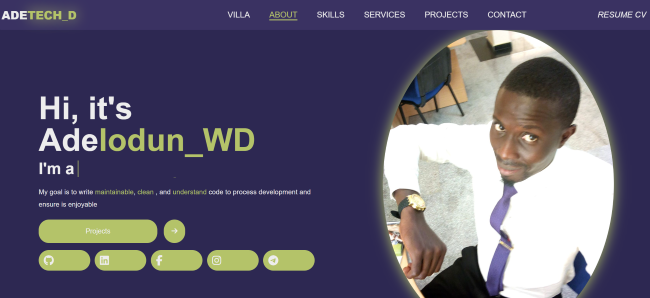 ADETECH_D
VILLA ABOUT SKILLS SERVICES PROJECTS CONTACT RESUME CV
Hi, it's
Adelodun_WD
I'm a
My goal is to write maintainable, clean , and understand code to process development and
ensure is enjoyable
Projects